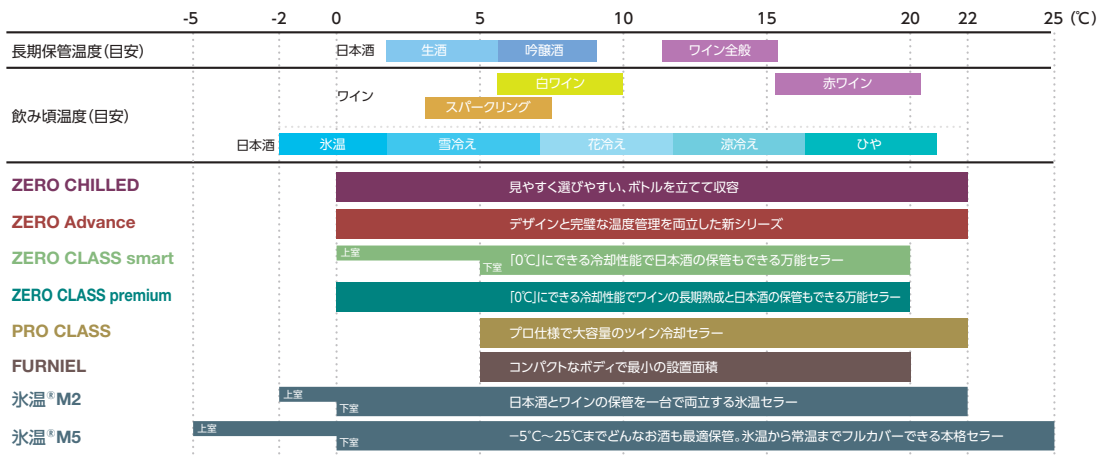 -5 -2 0 5 10 15 20 22 25 (℃)
長期保管温度(目安) 日本酒 生酒 吟醸酒 ワイン全般
飲み頃温度(目安)
ワイン 白ワイン 赤ワイン
スパークリング
日本酒 氷温 雪冷え 花冷え 涼冷え ひや
ZERO CHILLED 見やすく選びやすい、ボトルを立てて収容
ZERO Advance デザインと完璧な温度管理を両立した新シリーズ
ZERO CLASS smart 上室 下室 「0℃」にできる冷却性能で日本酒の保管もできる万能セラー
ZERO CLASS premium 「0℃」にできる冷却性能でワインの長期熟成と日本酒の保管もできる万能セラー
PRO CLASS プロ仕様で大容量のツイン冷却セラー
FURNIEL コンパクトなボディで最小の設置面積
氷温®M2 上室 下室 日本酒とワインの保管を一台で両立する氷温セラー
氷温®M5 上室 下室 −5℃〜25℃までどんなお酒も最適保管。氷温から常温までフルカバーできる本格セラー